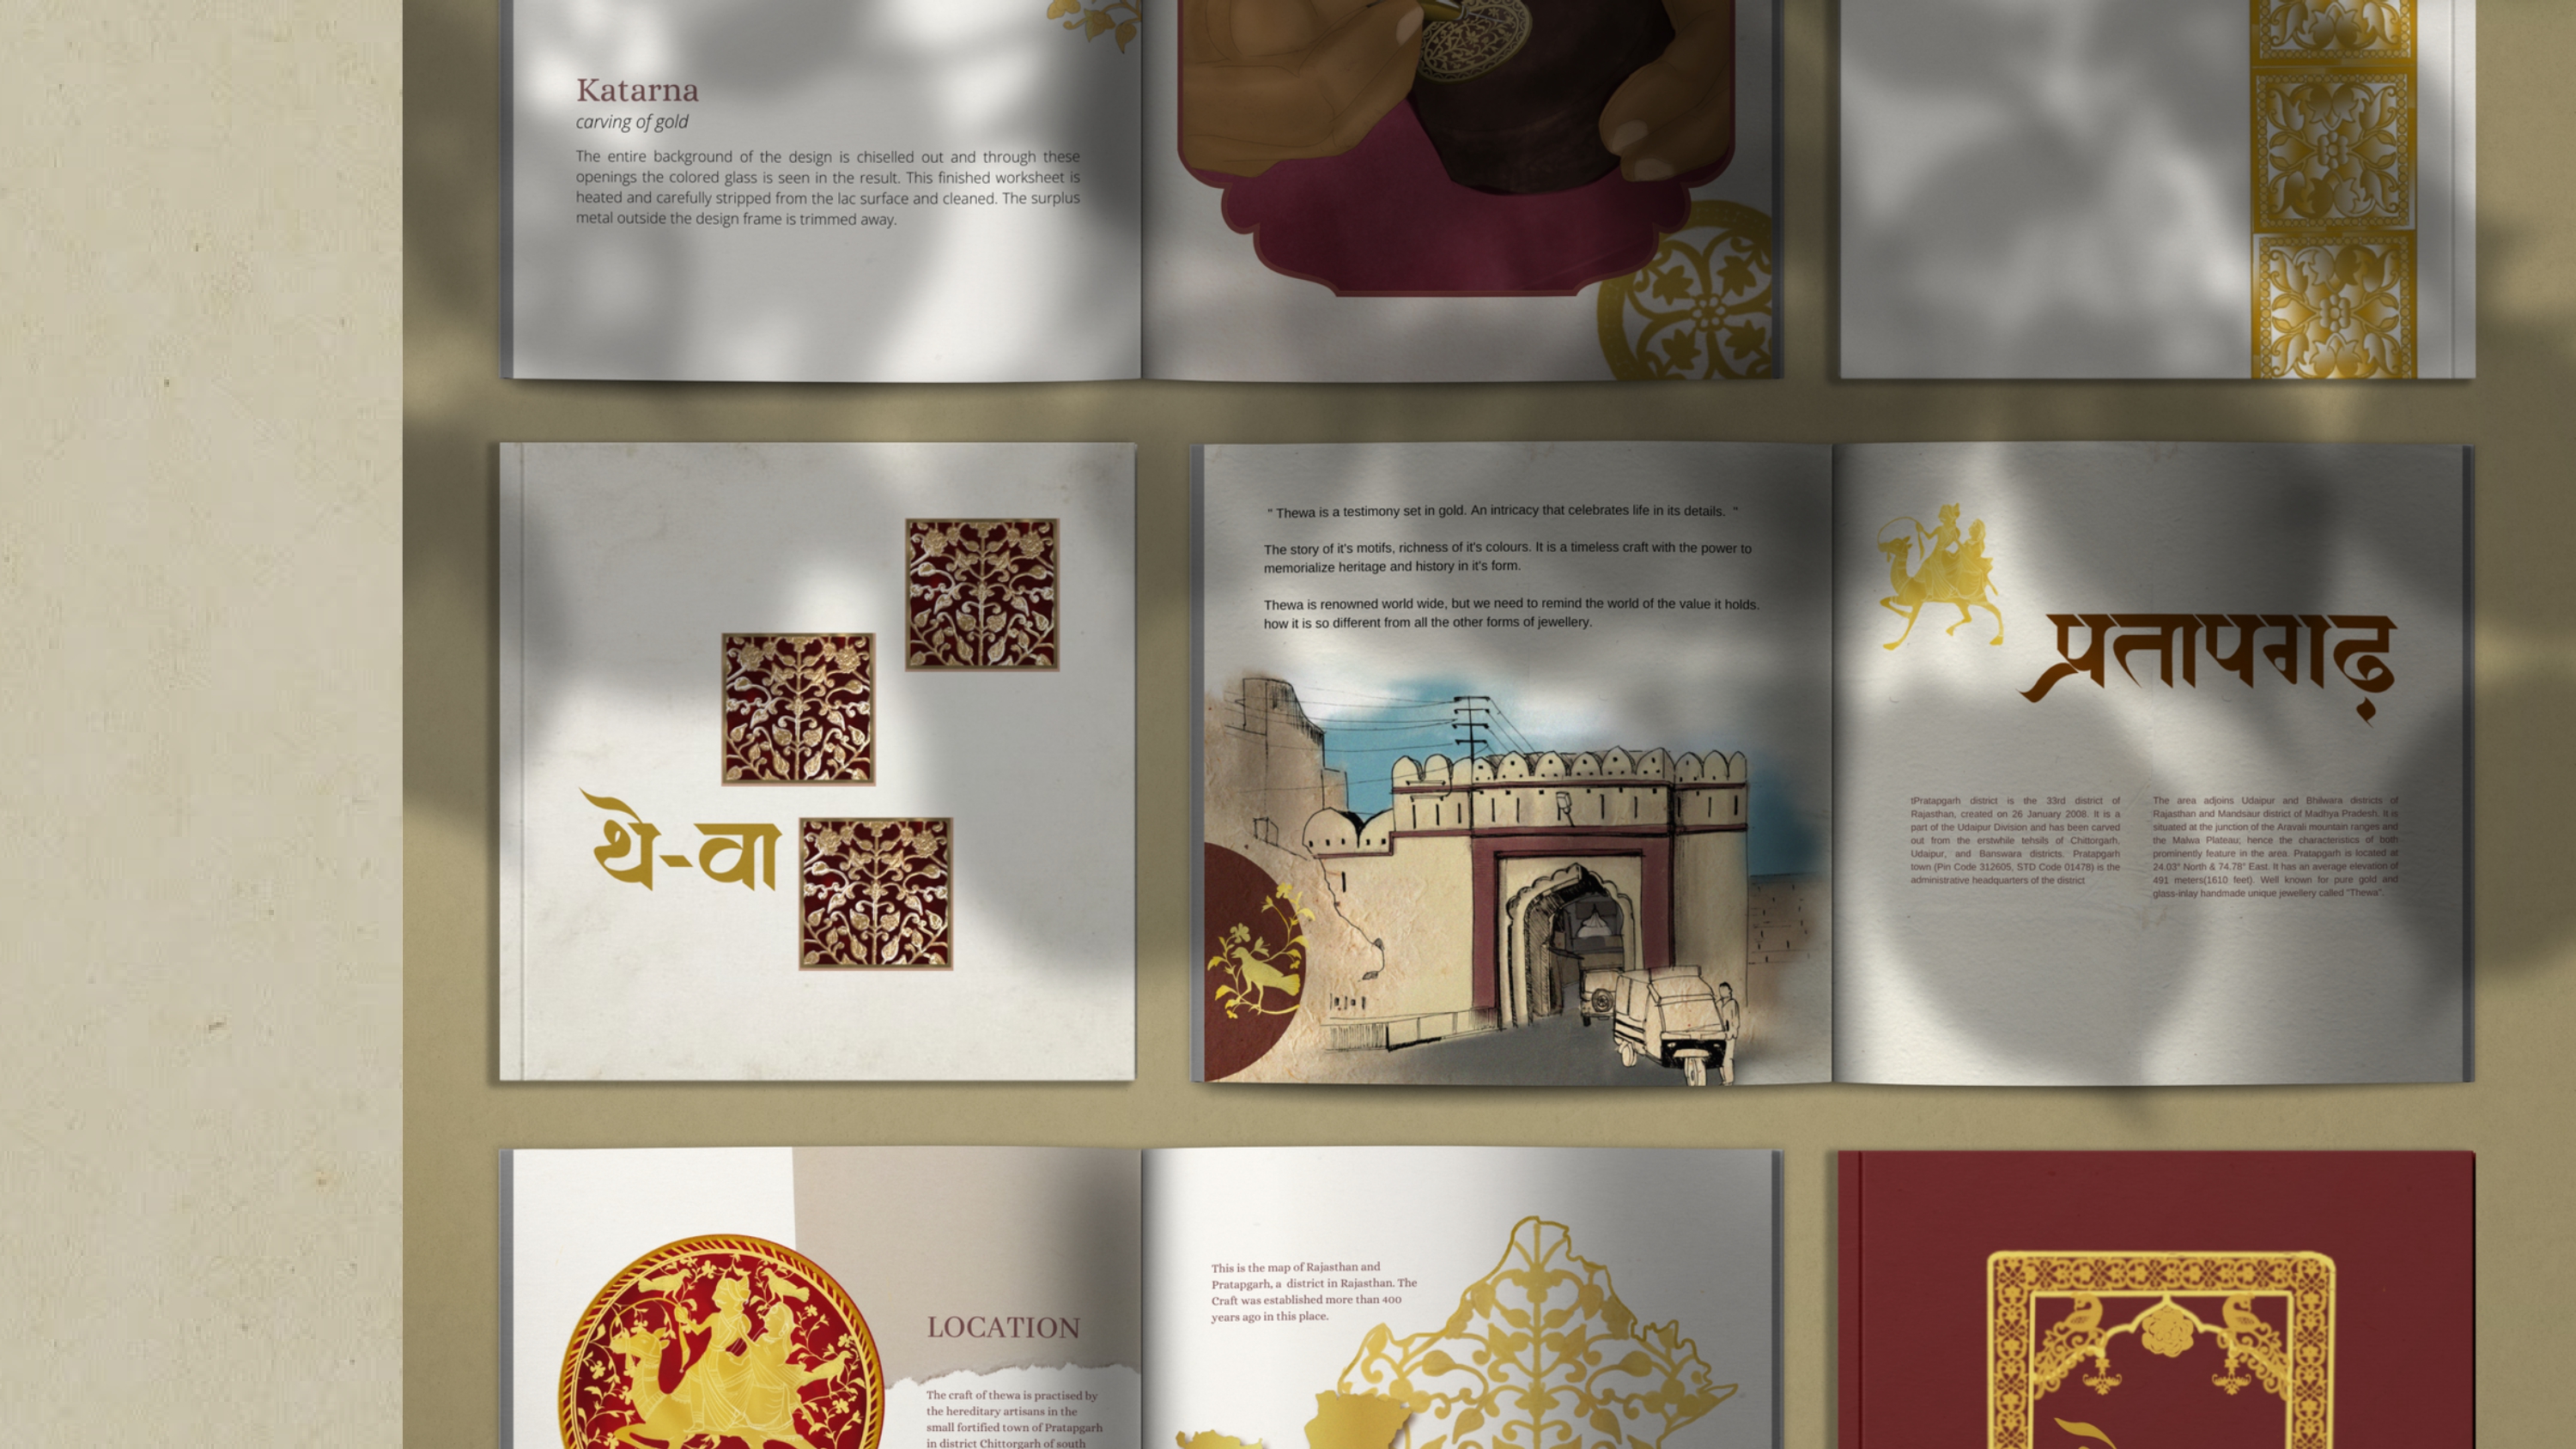 Katarna
carving of gold
The entire background of the design is chiselled out and through these
openings the colored glass is seen in the result. This finished worksheet is
heated and carefully stripped from the lac surface and cleaned. The surplus
metal outside the design frame is trimmed away.
थे-वा
" Thewa is a testimony set in gold. An intricacy that celebrates life in its details. "
The story of it's motifs, richness of it's colours. It is a timeless craft with the power to
memorialize heritage and history in it's form.
Thewa is renowned world wide, but we need to remind the world of the value it holds.
how it is so different from all the other forms of jewellery.
प्रतापगढ़
tPratapgarh district is the 33rd district of
Rajasthan, created on 26 January 2008. It is a
part of the Udaipur Division and has been carved
out from the erstwhile tehsils of Chittorgarh,
Udaipur, and Banswara districts. Pratapgarh
town (Pin Code 312605, STD Code 01478) is the
administrative headquarters of the district
The area adjoins Udaipur and Bhilwara districts of
Rajasthan and Mandsaur district of Madhya Pradesh. It is
situated at the junction of the Aravali mountain ranges and
the Malwa Plateau; hence the characteristics of both
prominently feature in the area. Pratapgarh is located at
24.03° North & 74.78° East. It has an average elevation of
491 meters(1610 feet). Well known for pure gold and
glass-inlay handmade unique jewellery called "Thewa".
LOCATION
The craft of thewa is practised by
the hereditary artisans in the
small fortified town of Pratapgarh
in district Chittorgarh of south
This is the map of Rajasthan and
Pratapgarh, a district in Rajasthan. The
Craft was established more than 400
years ago in this place.